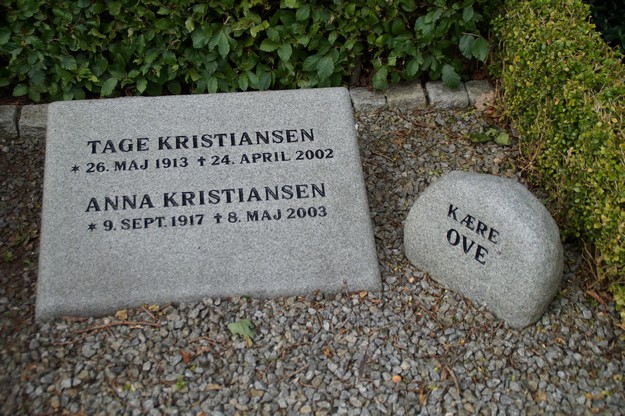 TAGE KRISTIANSEN
* 26. MAJ 1913 † 24. APRIL 2002
ANNA KRISTIANSEN
* 9. SEPT. 1917 † 8. MAJ 2003
KÆRE
OVE